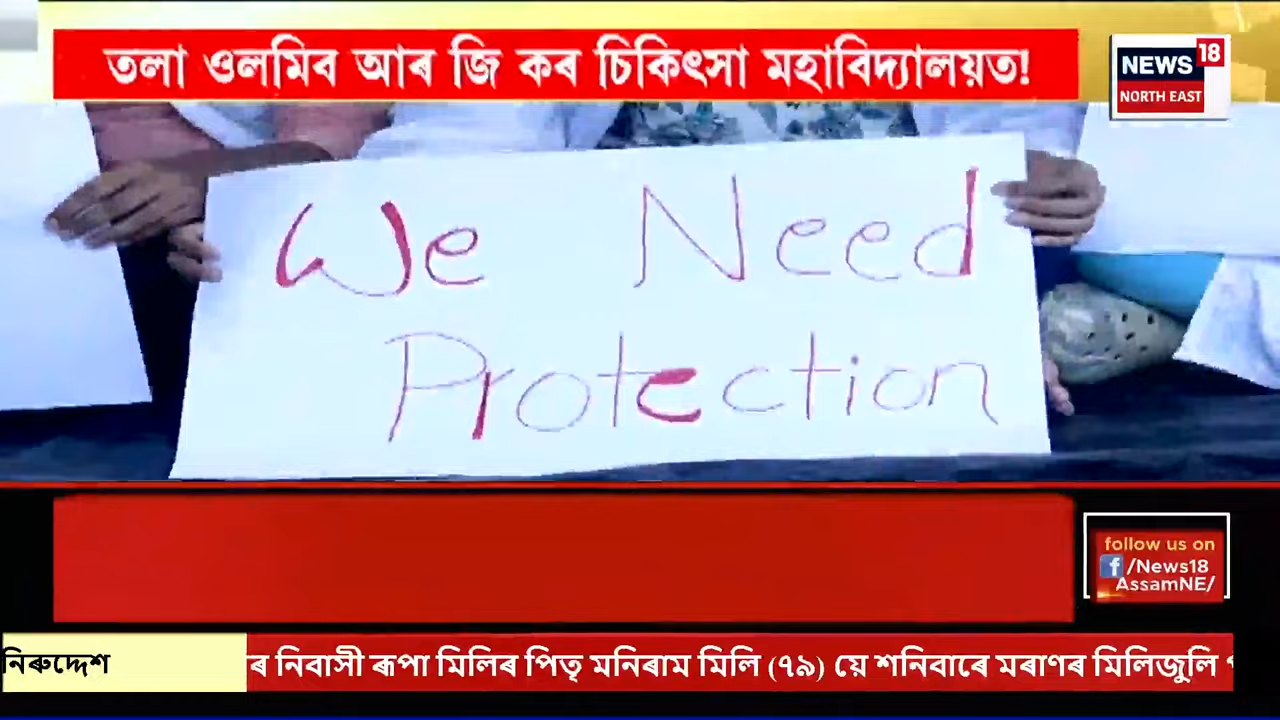 তলা ওলমিব আৰ জি কৰ চিকিৎসা মহাবিদ্যালয়ত!
NEWS 18
NORTH EAST
We Need
Protection
follow us on
f/News18
AssamNE/
নিৰুদ্দেশ
ৰ নিবাসী ৰূপা মিলিৰ পিতৃ মনিৰাম মিলি (৭৯) য়ে শনিবাৰে মৰাণৰ মিলিজুলি